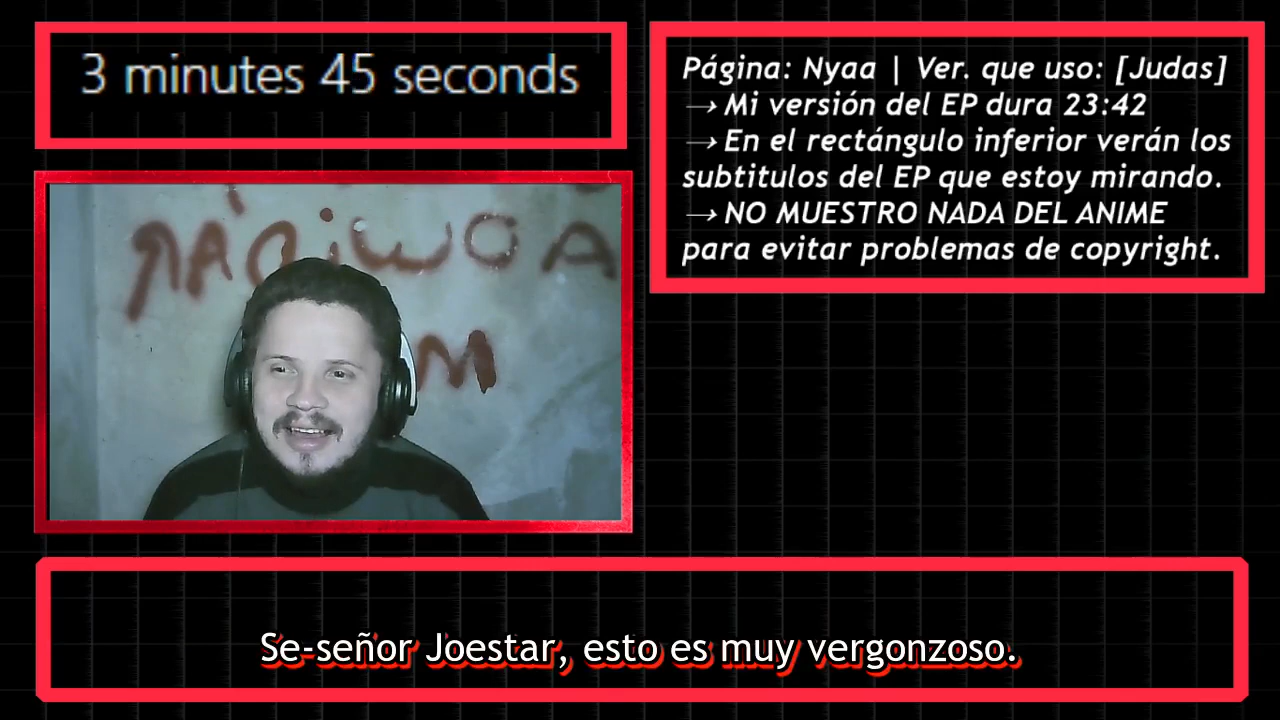 3 minutes 45 seconds
Página: Nyaa | Ver. que uso: [Judas]
→ Mi versión del EP dura 23:42
→ En el rectángulo inferior verán los
subtitulos del EP que estoy mirando.
→ NO MUESTRO NADA DEL ANIME
para evitar problemas de copyright.
Se-señor Joestar, esto es muy vergonzoso.